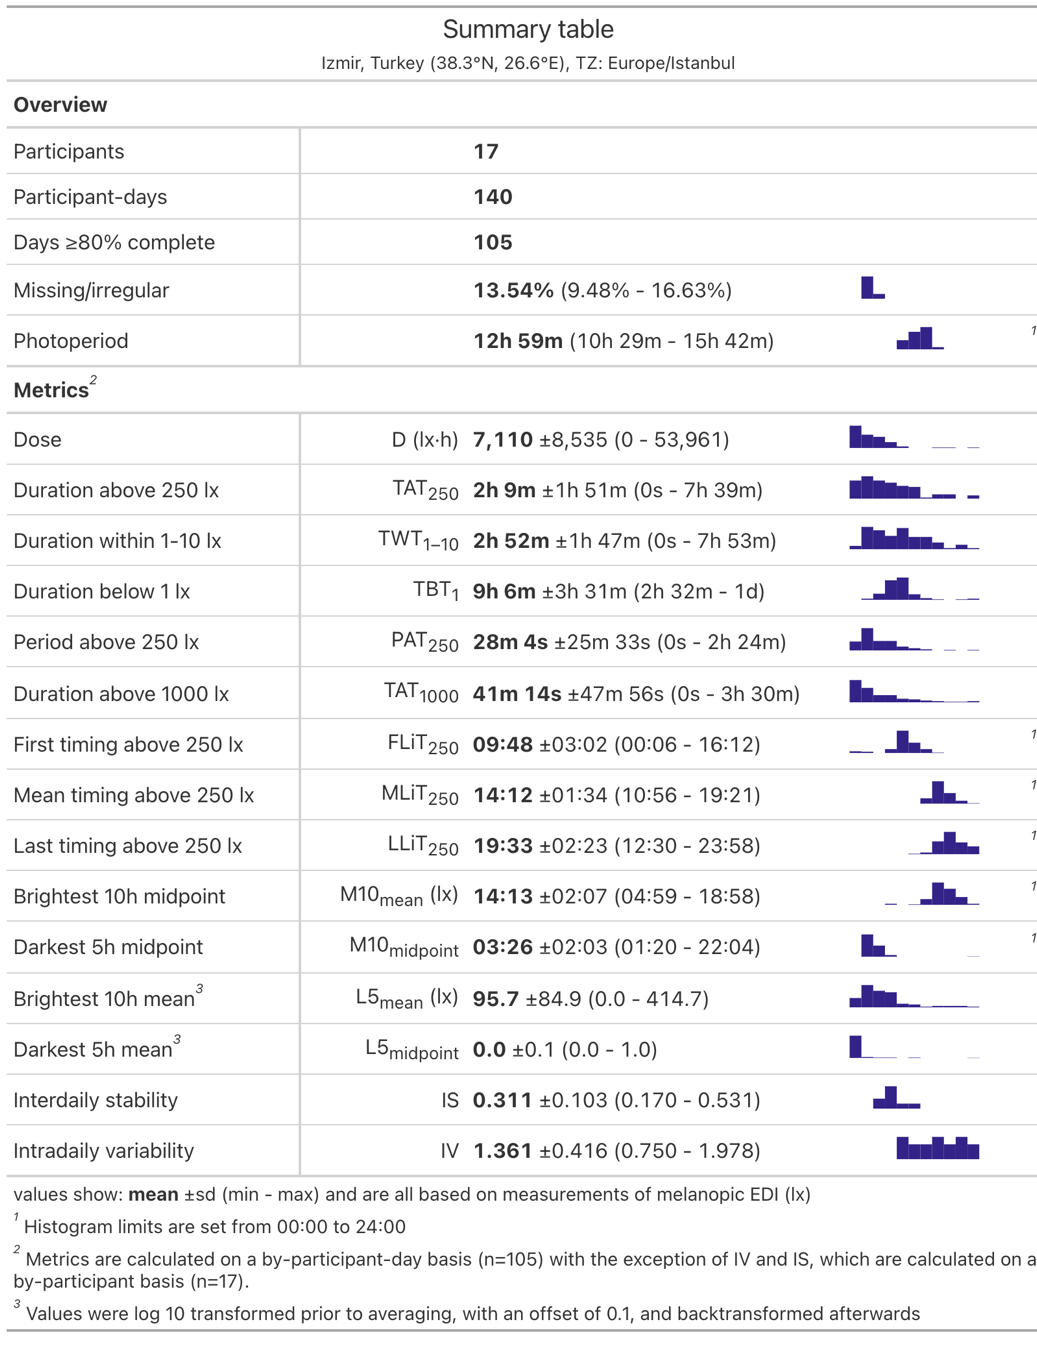 Summary table
Izmir, Turkey (38.3°N, 26.6°E), TZ: Europe/Istanbul
Overview
Participants 17
Participant-days 140
Days ≥80% complete 105
Missing/irregular 13.54% (9.48% - 16.63%)
Photoperiod 12h 59m (10h 29m - 15h 42m) 1
Metrics2
Dose D (lx·h) 7,110 ±8,535 (0 - 53,961)
Duration above 250 lx TAT250 2h 9m ±1h 51m (0s - 7h 39m)
Duration within 1-10 lx TWT1–10 2h 52m ±1h 47m (0s - 7h 53m)
Duration below 1 lx TBT1 9h 6m ±3h 31m (2h 32m - 1d)
Period above 250 lx PAT250 28m 4s ±25m 33s (0s - 2h 24m)
Duration above 1000 lx TAT1000 41m 14s ±47m 56s (0s - 3h 30m)
First timing above 250 lx FLiT250 09:48 ±03:02 (00:06 - 16:12) 1
Mean timing above 250 lx MLiT250 14:12 ±01:34 (10:56 - 19:21) 1
Last timing above 250 lx LLiT250 19:33 ±02:23 (12:30 - 23:58) 1
Brightest 10h midpoint M10mean (lx) 14:13 ±02:07 (04:59 - 18:58) 1
Darkest 5h midpoint M10midpoint 03:26 ±02:03 (01:20 - 22:04) 1
Brightest 10h mean3 L5mean (lx) 95.7 ±84.9 (0.0 - 414.7)
Darkest 5h mean3 L5midpoint 0.0 ±0.1 (0.0 - 1.0)
Interdaily stability IS 0.311 ±0.103 (0.170 - 0.531)
Intradaily variability IV 1.361 ±0.416 (0.750 - 1.978)
values show: mean ±sd (min - max) and are all based on measurements of melanopic EDI (lx)
1 Histogram limits are set from 00:00 to 24:00
2 Metrics are calculated on a by-participant-day basis (n=105) with the exception of IV and IS, which are calculated on a
by-participant basis (n=17).
3 Values were log 10 transformed prior to averaging, with an offset of 0.1, and backtransformed afterwards